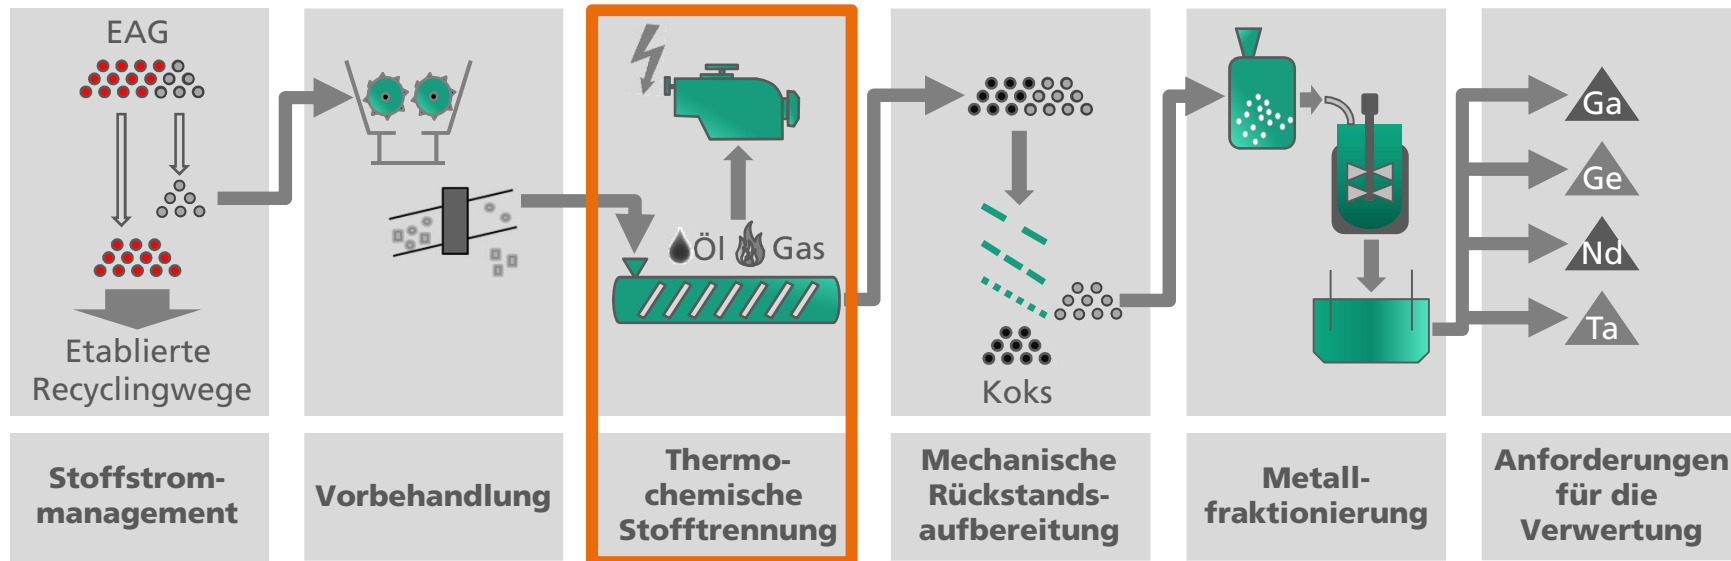 EAG
Etablierte
Recyclingwege
Öl
Gas
Koks
Ga
Ge
Nd
Ta
Stoffstrom-
management
Vorbehandlung
Thermo-
chemische
Stofftrennung
Mechanische
Rückstands-
aufbereitung
Metall-
fraktionierung
Anforderungen
für die
Verwertung